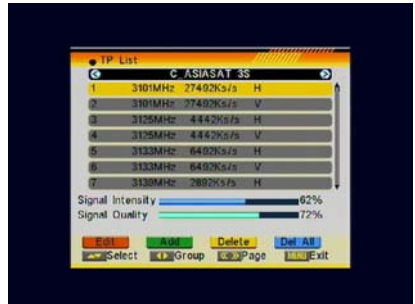 TP List
C_ASIASAT 3S
1 3101MHz 27492Ks/s H
2 3101MHz 27492Ks/s V
3 3125MHz 4442Ks/s H
4 3125MHz 4442Ks/s V
5 3133MHz 6492Ks/s H
6 3133MHz 6492Ks/s V
7 3139MHz 2892Ks/s H
Signal Intensity 62%
Signal Quality 72%
Edit Add Delete Del All
Select Group Page MENU Exit